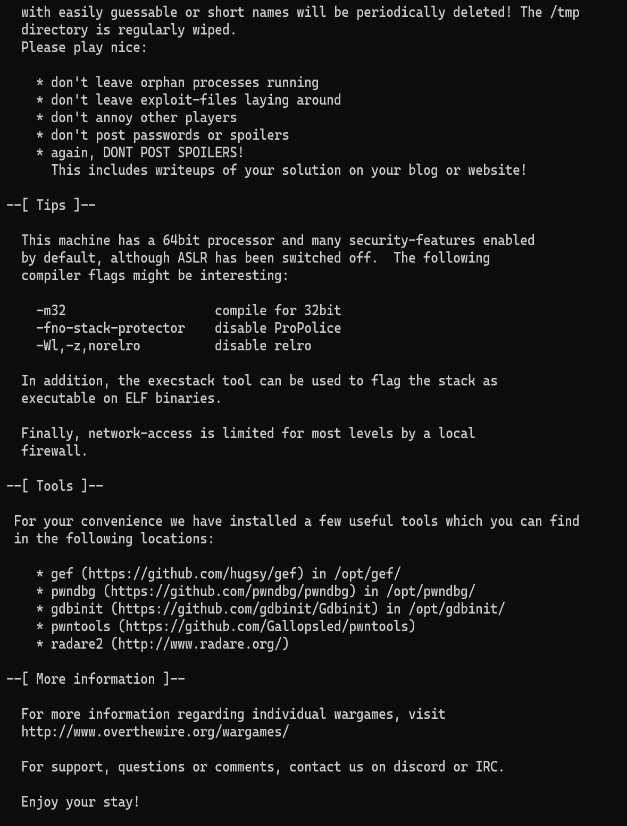 with easily guessable or short names will be periodically deleted! The /tmp
directory is regularly wiped.
Please play nice:
* don't leave orphan processes running
* don't leave exploit-files laying around
* don't annoy other players
* don't post passwords or spoilers
* again, DONT POST SPOILERS!
This includes writeups of your solution on your blog or website!
--[ Tips ]--
This machine has a 64bit processor and many security-features enabled
by default, although ASLR has been switched off.  The following
compiler flags might be interesting:
-m32                    compile for 32bit
-fno-stack-protector    disable ProPolice
-Wl,-z,norelro          disable relro
In addition, the execstack tool can be used to flag the stack as
executable on ELF binaries.
Finally, network-access is limited for most levels by a local
firewall.
--[ Tools ]--
For your convenience we have installed a few useful tools which you can find
in the following locations:
* gef (https://github.com/hugsy/gef) in /opt/gef/
* pwndbg (https://github.com/pwndbg/pwndbg) in /opt/pwndbg/
* gdbinit (https://github.com/gdbinit/Gdbinit) in /opt/gdbinit/
* pwntools (https://github.com/Gallopsled/pwntools)
* radare2 (http://www.radare.org/)
--[ More information ]--
For more information regarding individual wargames, visit
http://www.overthewire.org/wargames/
For support, questions or comments, contact us on discord or IRC.
Enjoy your stay!